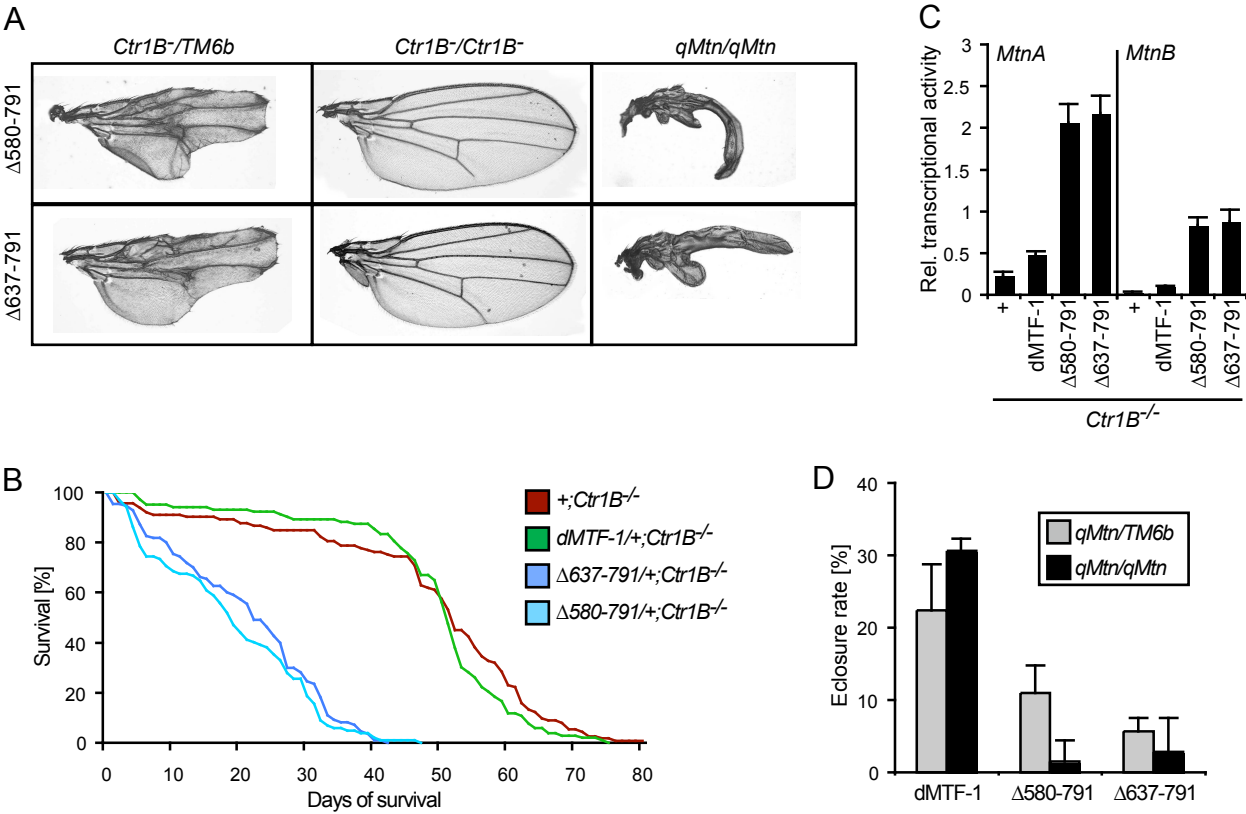 A
Ctr1B⁻/TM6b
Ctr1B⁻/Ctr1B⁻
qMtn/qMtn
Δ580-791
Δ637-791
B
Survival [%]
100
80
60
40
20
0
0 10 20 30 40 50 60 70 80
Days of survival
+;Ctr1B⁻/⁻
dMTF-1/+;Ctr1B⁻/⁻
Δ637-791/+;Ctr1B⁻/⁻
Δ580-791/+;Ctr1B⁻/⁻
C
Rel. transcriptional activity
3
2.5
2
1.5
1
0.5
0
MtnA
MtnB
+
dMTF-1
Δ580-791
Δ637-791
+
dMTF-1
Δ580-791
Δ637-791
Ctr1B⁻/⁻
D
Eclosure rate [%]
40
30
20
10
0
qMtn/TM6b
qMtn/qMtn
dMTF-1 Δ580-791 Δ637-791